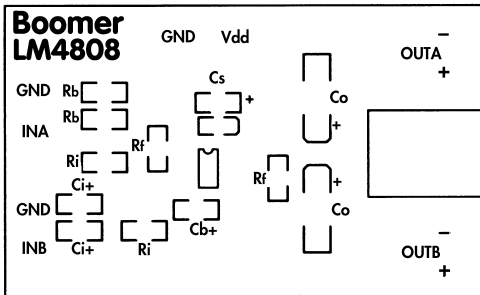 Boomer
LM4808
GND Vdd
OUTA
−
+
Cs
+
GND Rb
Co
Rb
INA
+
Rf
Ri
Rf
+
Ci+
GND
Co
Cb+
INB Ci+ Ri
OUTB
−
+